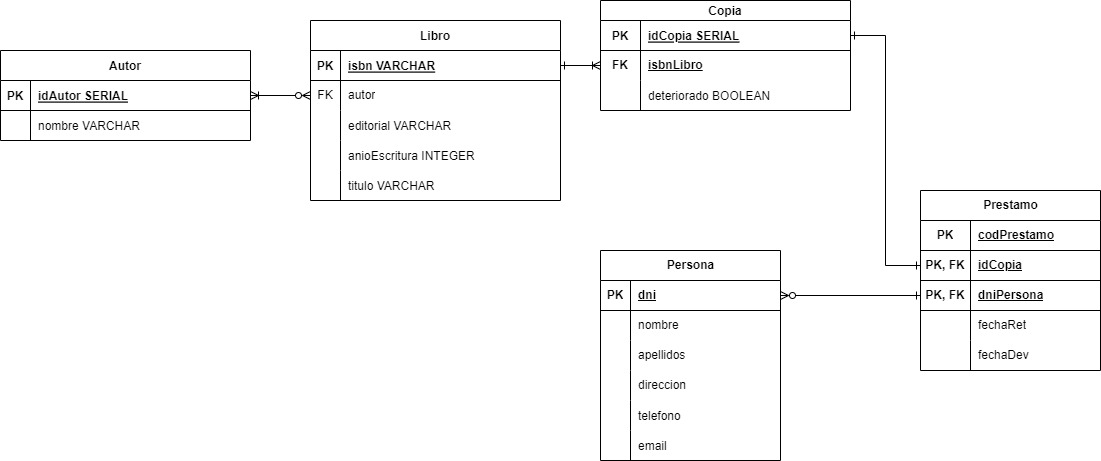 Autor
PK idAutor SERIAL
nombre VARCHAR
Libro
PK isbn VARCHAR
FK autor
editorial VARCHAR
anioEscritura INTEGER
titulo VARCHAR
Copia
PK idCopia SERIAL
FK isbnLibro
deteriorado BOOLEAN
Persona
PK dni
nombre
apellidos
direccion
telefono
email
Prestamo
PK codPrestamo
PK, FK idCopia
PK, FK dniPersona
fechaRet
fechaDev